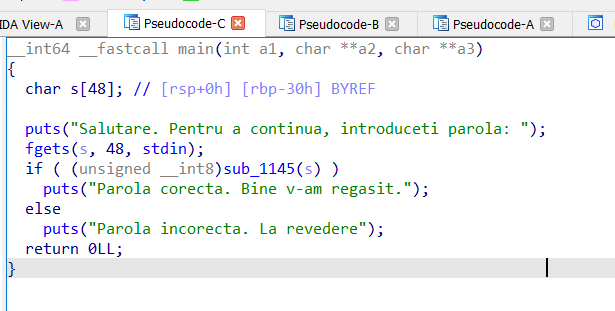 IDA View-A Pseudocode-C Pseudocode-B Pseudocode-A
__int64 __fastcall main(int a1, char **a2, char **a3)
{
char s[48]; // [rsp+0h] [rbp-30h] BYREF
puts("Salutare. Pentru a continua, introduceti parola: ");
fgets(s, 48, stdin);
if ( (unsigned __int8)sub_1145(s) )
puts("Parola corecta. Bine v-am regasit.");
else
puts("Parola incorecta. La revedere");
return 0LL;
}